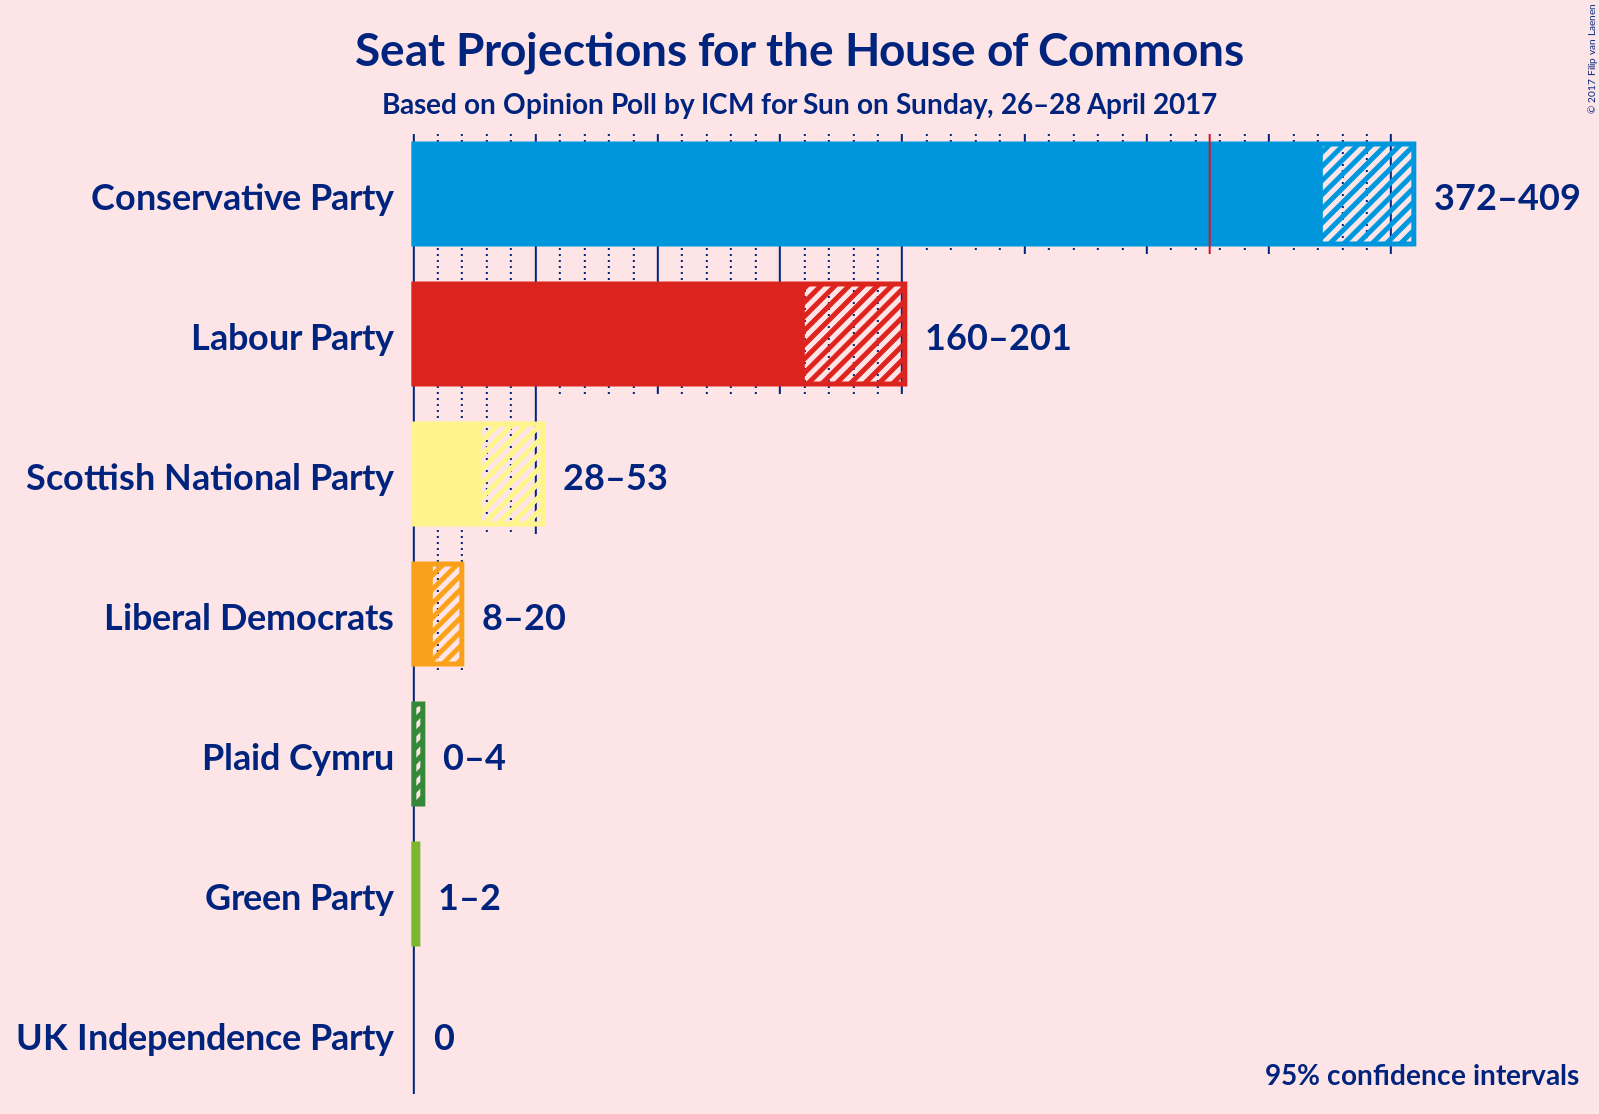 Seat Projections for the House of Commons
Based on Opinion Poll by ICM for Sun on Sunday, 26–28 April 2017
© 2017 Filip van Laenen
Conservative Party 372–409
Labour Party 160–201
Scottish National Party 28–53
Liberal Democrats 8–20
Plaid Cymru 0–4
Green Party 1–2
UK Independence Party 0
95% confidence intervals